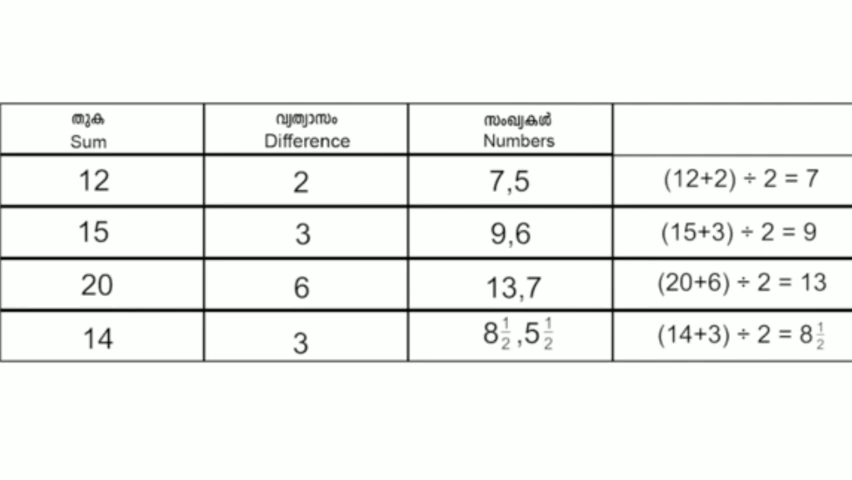 തുക വ്യത്യാസം സംഖ്യകൾ
Sum Difference Numbers
12 2 7,5 (12+2) ÷ 2 = 7
15 3 9,6 (15+3) ÷ 2 = 9
20 6 13,7 (20+6) ÷ 2 = 13
14 3 8½,5½ (14+3) ÷ 2 = 8½